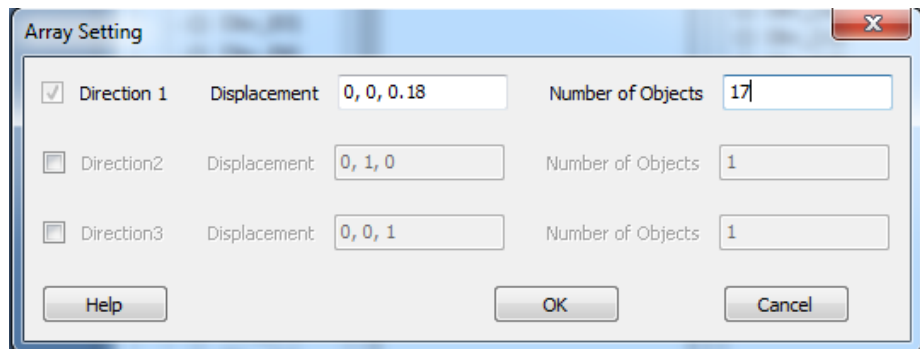 Array Setting
Direction 1 Displacement 0, 0, 0.18 Number of Objects 17
Direction2 Displacement 0, 1, 0 Number of Objects 1
Direction3 Displacement 0, 0, 1 Number of Objects 1
Help OK Cancel